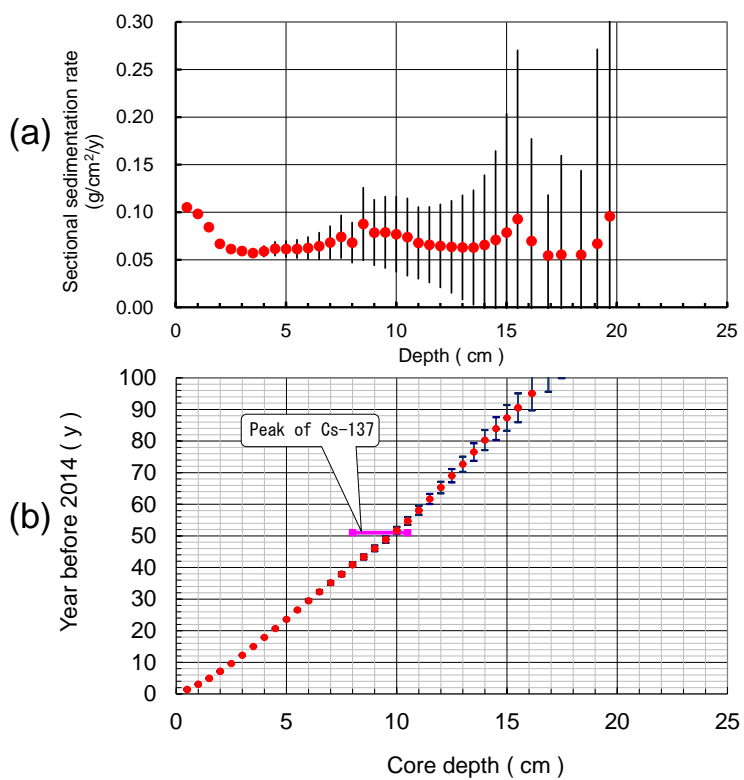 (a)
Sectional sedimentation rate
(g/cm²/y)
0.30
0.25
0.20
0.15
0.10
0.05
0.00
0 5 10 15 20 25
Depth ( cm )
(b)
Year before 2014 ( y )
100
90
80
70
60
50
40
30
20
10
0
Peak of Cs-137
0 5 10 15 20 25
Core depth ( cm )